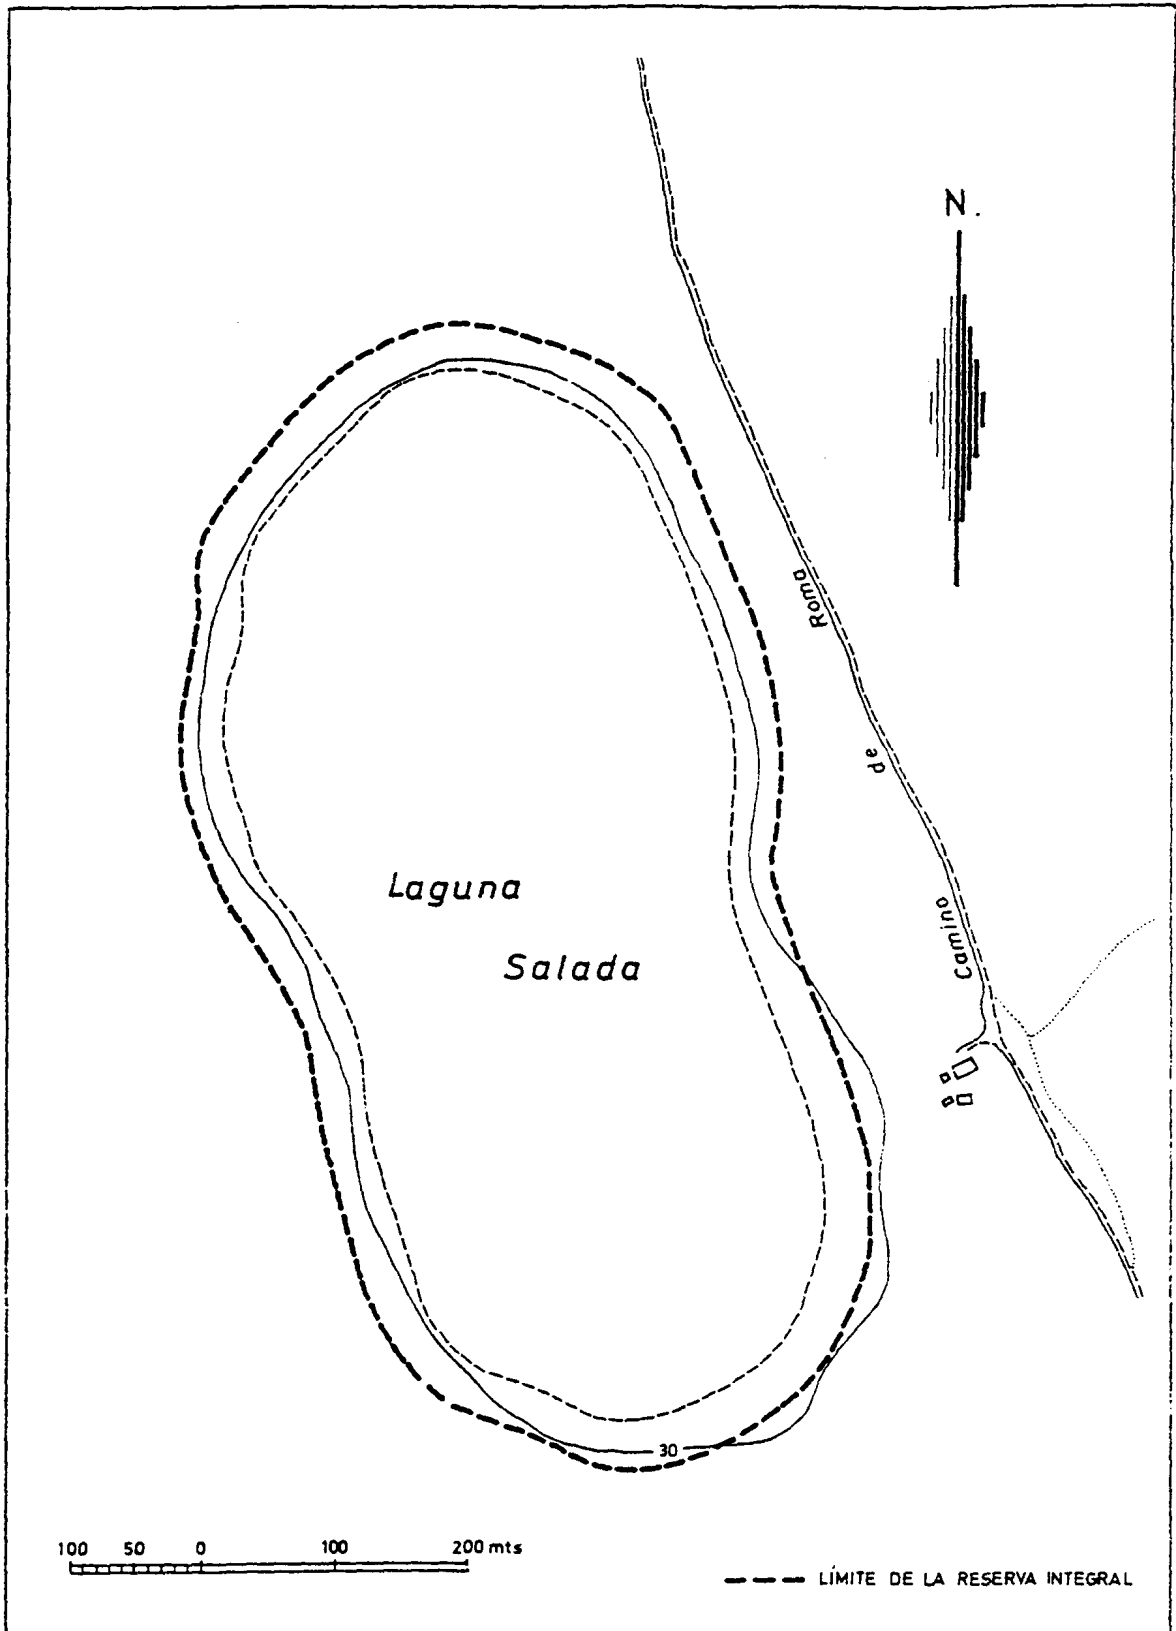 N.
Roma
de
Camino
Laguna
Salada
30
100 50 0 100 200 mts
LÍMITE DE LA RESERVA INTEGRAL